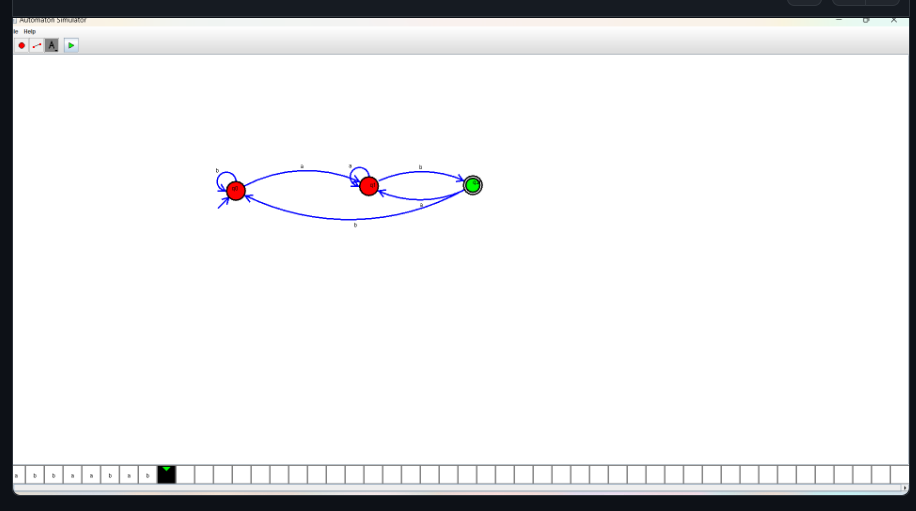 Automaton Simulator
le Help
A
b a a b
a
b
a b b a a b a b